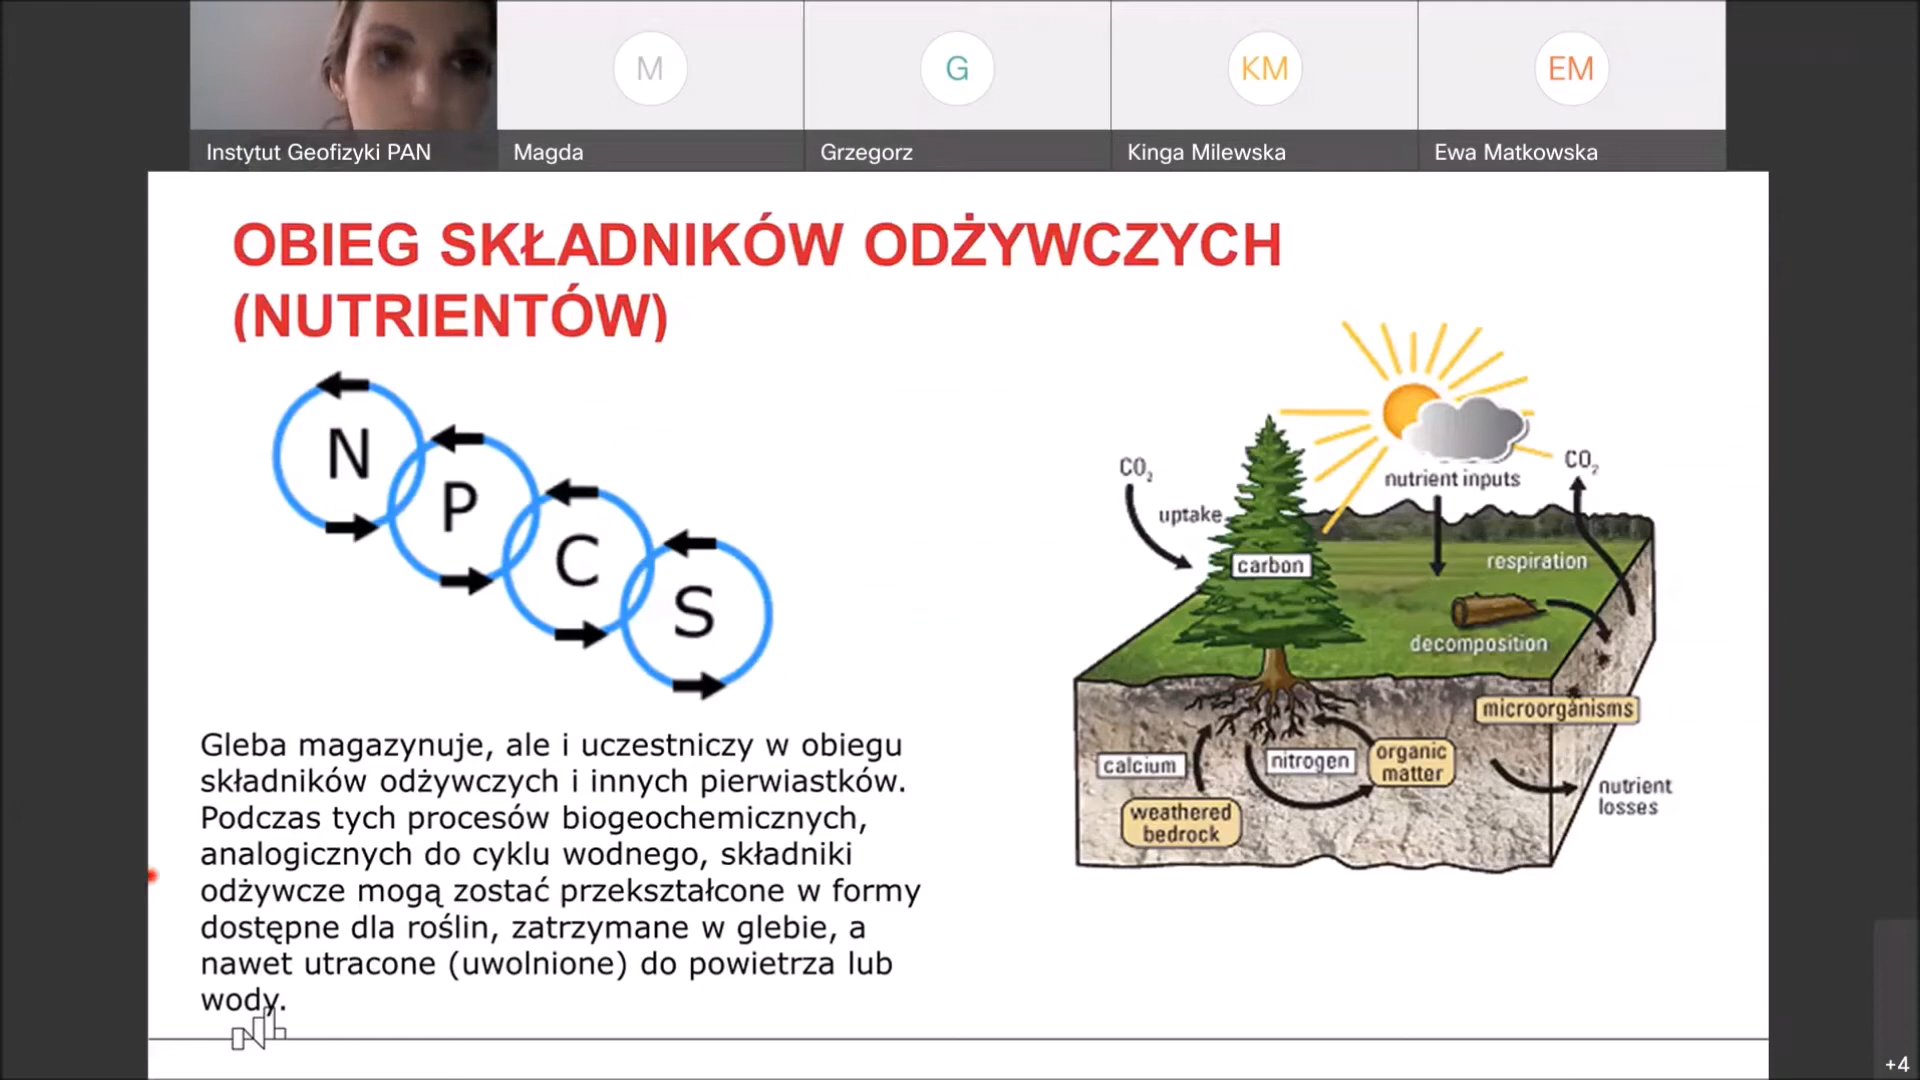 M
G
KM
EM
Instytut Geofizyki PAN
Magda
Grzegorz
Kinga Milewska
Ewa Matkowska
OBIEG SKŁADNIKÓW ODŻYWCZYCH
(NUTRIENTÓW)
N
P
C
S
Gleba magazynuje, ale i uczestniczy w obiegu
składników odżywczych i innych pierwiastków.
Podczas tych procesów biogeochemicznych,
analogicznych do cyklu wodnego, składniki
odżywcze mogą zostać przekształcone w formy
dostępne dla roślin, zatrzymane w glebie, a
nawet utracone (uwolnione) do powietrza lub
wody.
CO₂
uptake
carbon
nutrient inputs
CO₂
respiration
decomposition
microorganisms
calcium
nitrogen
organic
matter
weathered
bedrock
nutrient
losses
+4